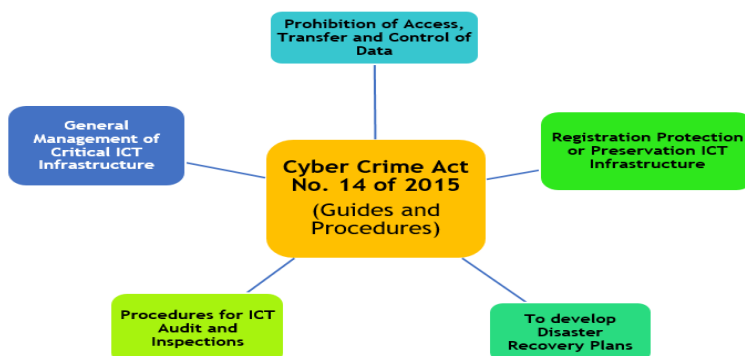 Prohibition of Access,
Transfer and Control of
Data
General
Management of
Critical ICT
Infrastructure
Cyber Crime Act
No. 14 of 2015
(Guides and
Procedures)
Registration Protection
or Preservation ICT
Infrastructure
Procedures for ICT
Audit and
Inspections
To develop
Disaster
Recovery Plans